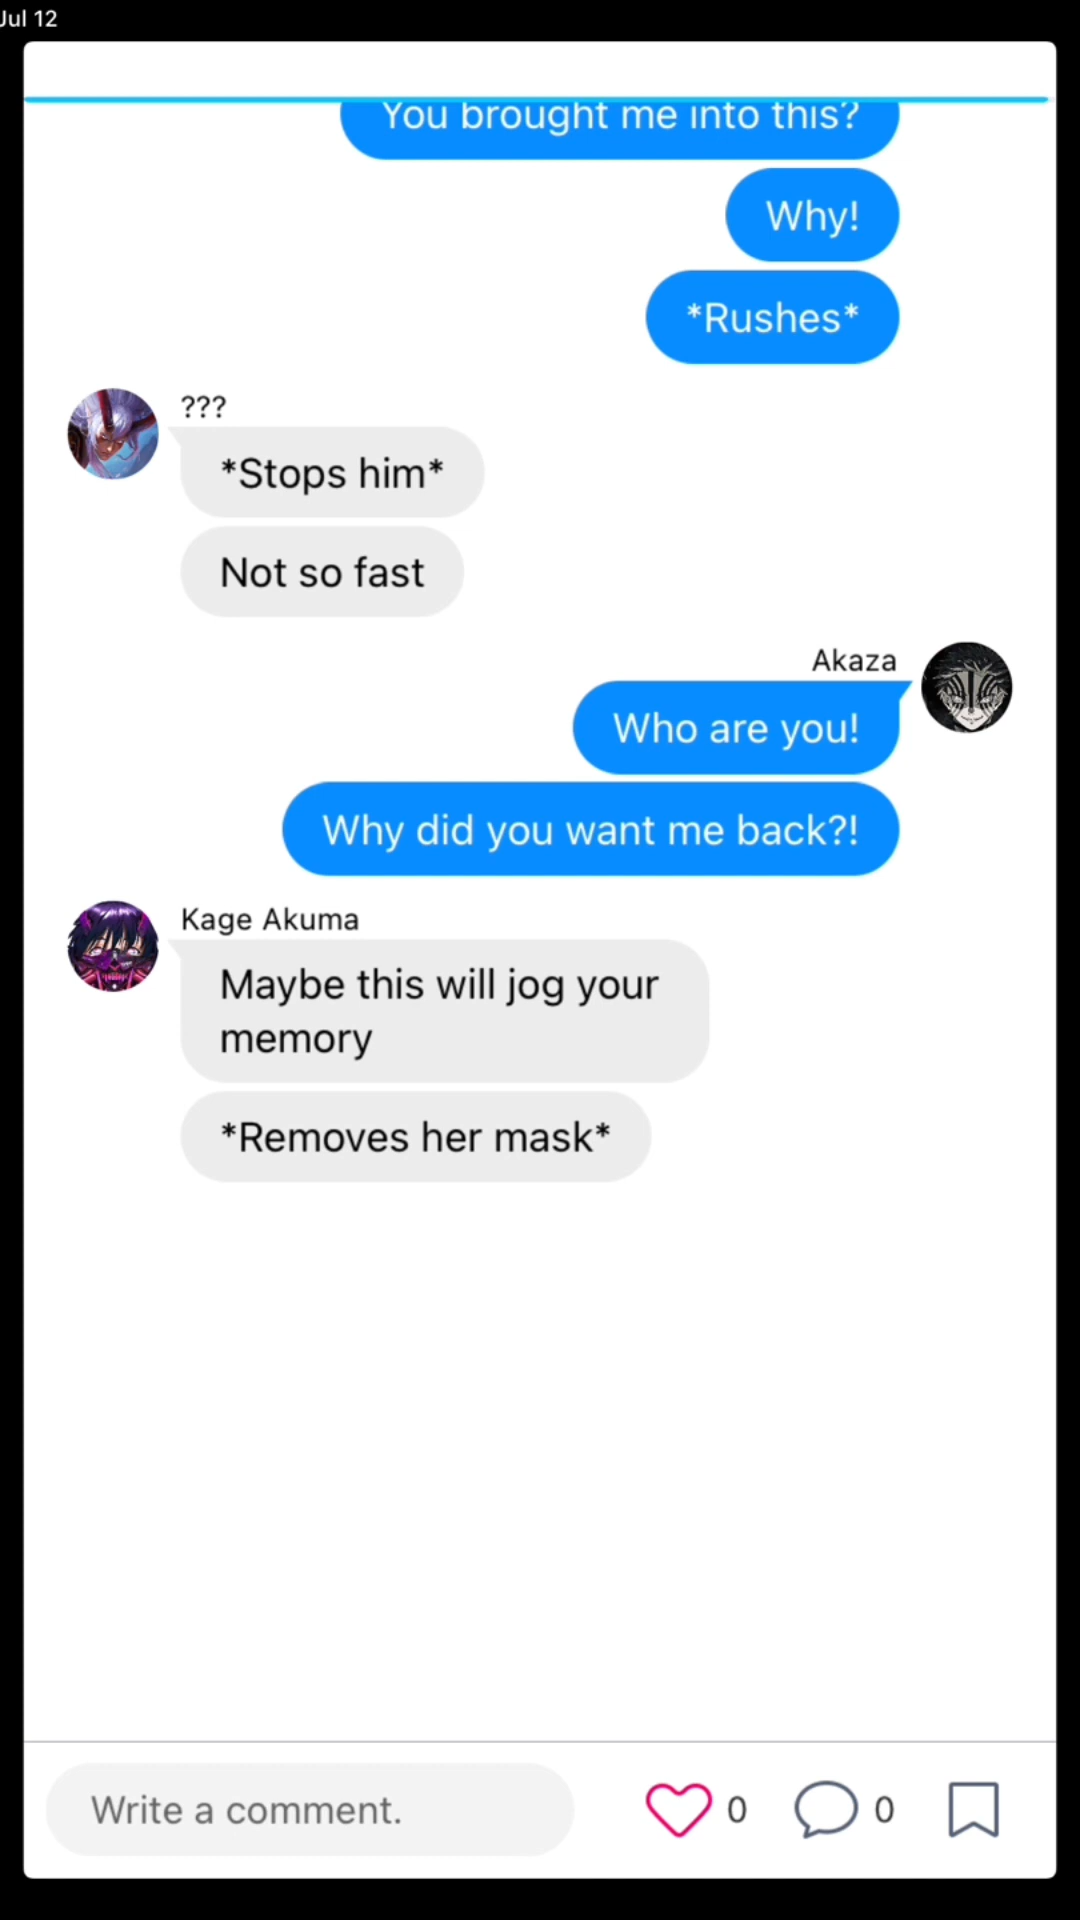 Jul 12
You brought me into this?
Why!
*Rushes*
???
*Stops him*
Not so fast
Akaza
Who are you!
Why did you want me back?!
Kage Akuma
Maybe this will jog your
memory
*Removes her mask*
Write a comment.
0
0